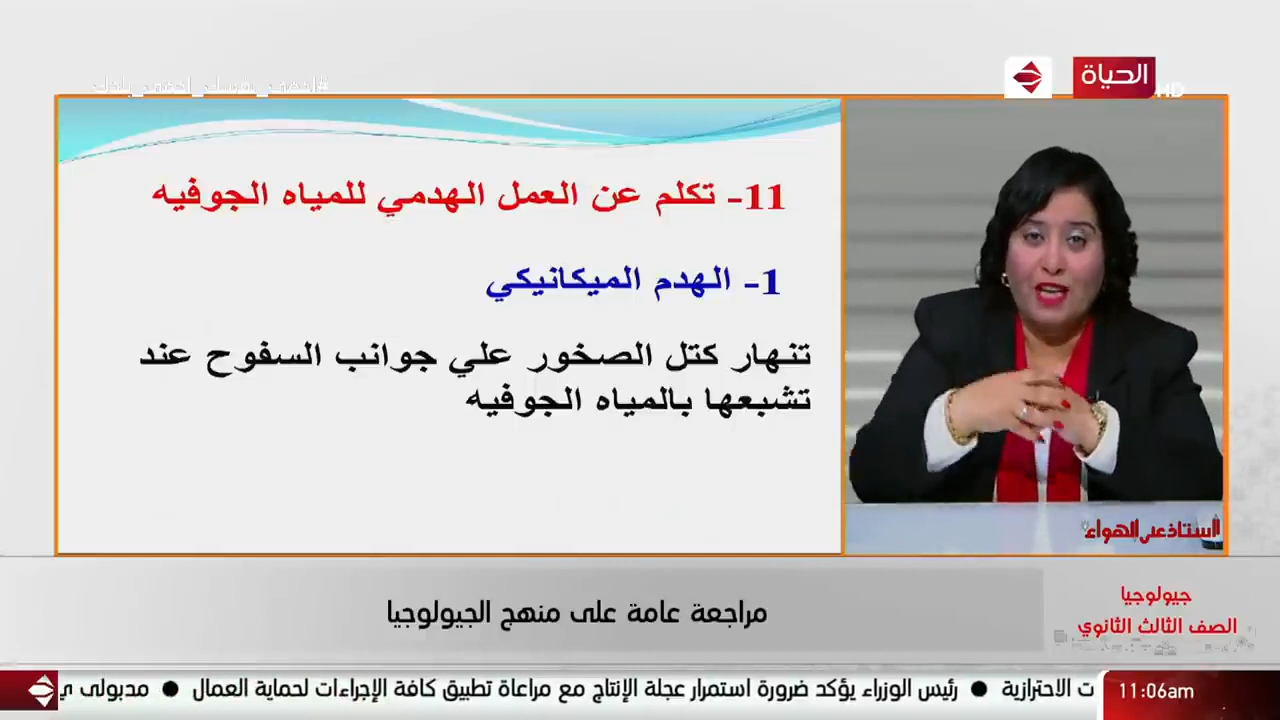 الحياة
HD
11- تكلم عن العمل الهدمي للمياه الجوفيه
1- الهدم الميكانيكي
تنهار كتل الصخور علي جوانب السفوح عند
تشبعها بالمياه الجوفيه
أستاذ على الهواء
جيولوجيا
الصف الثالث الثانوي
مراجعة عامة على منهج الجيولوجيا
ت الاحترازية ● رئيس الوزراء يؤكد ضرورة استمرار عجلة الإنتاج مع مراعاة تطبيق كافة الإجراءات لحماية العمال ● مدبولى
11:06am